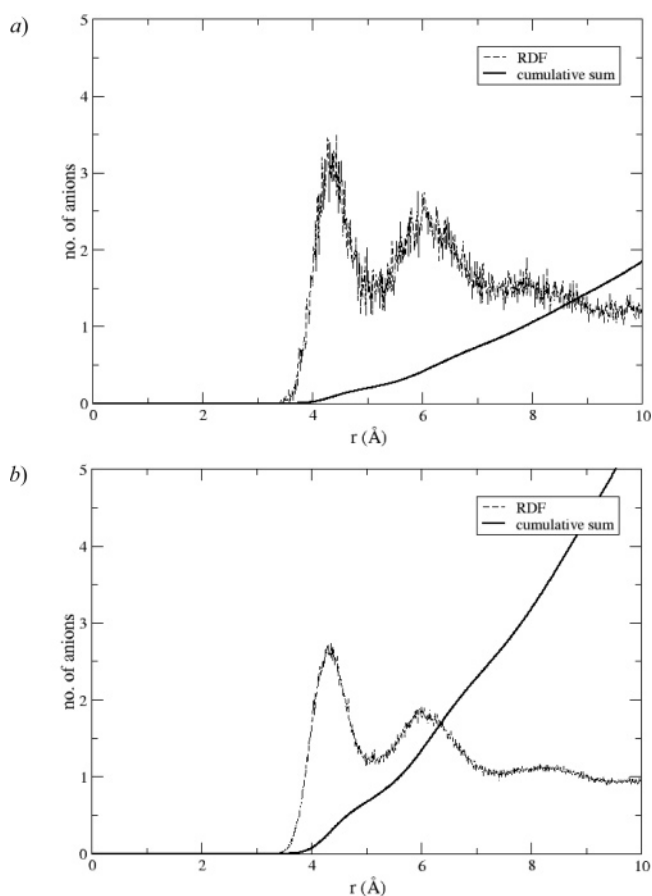 a)
5
4
3
2
1
0
no. of anions
RDF
cumulative sum
0 2 4 6 8 10
r (Å)
b)
5
4
3
2
1
0
no. of anions
RDF
cumulative sum
0 2 4 6 8 10
r (Å)